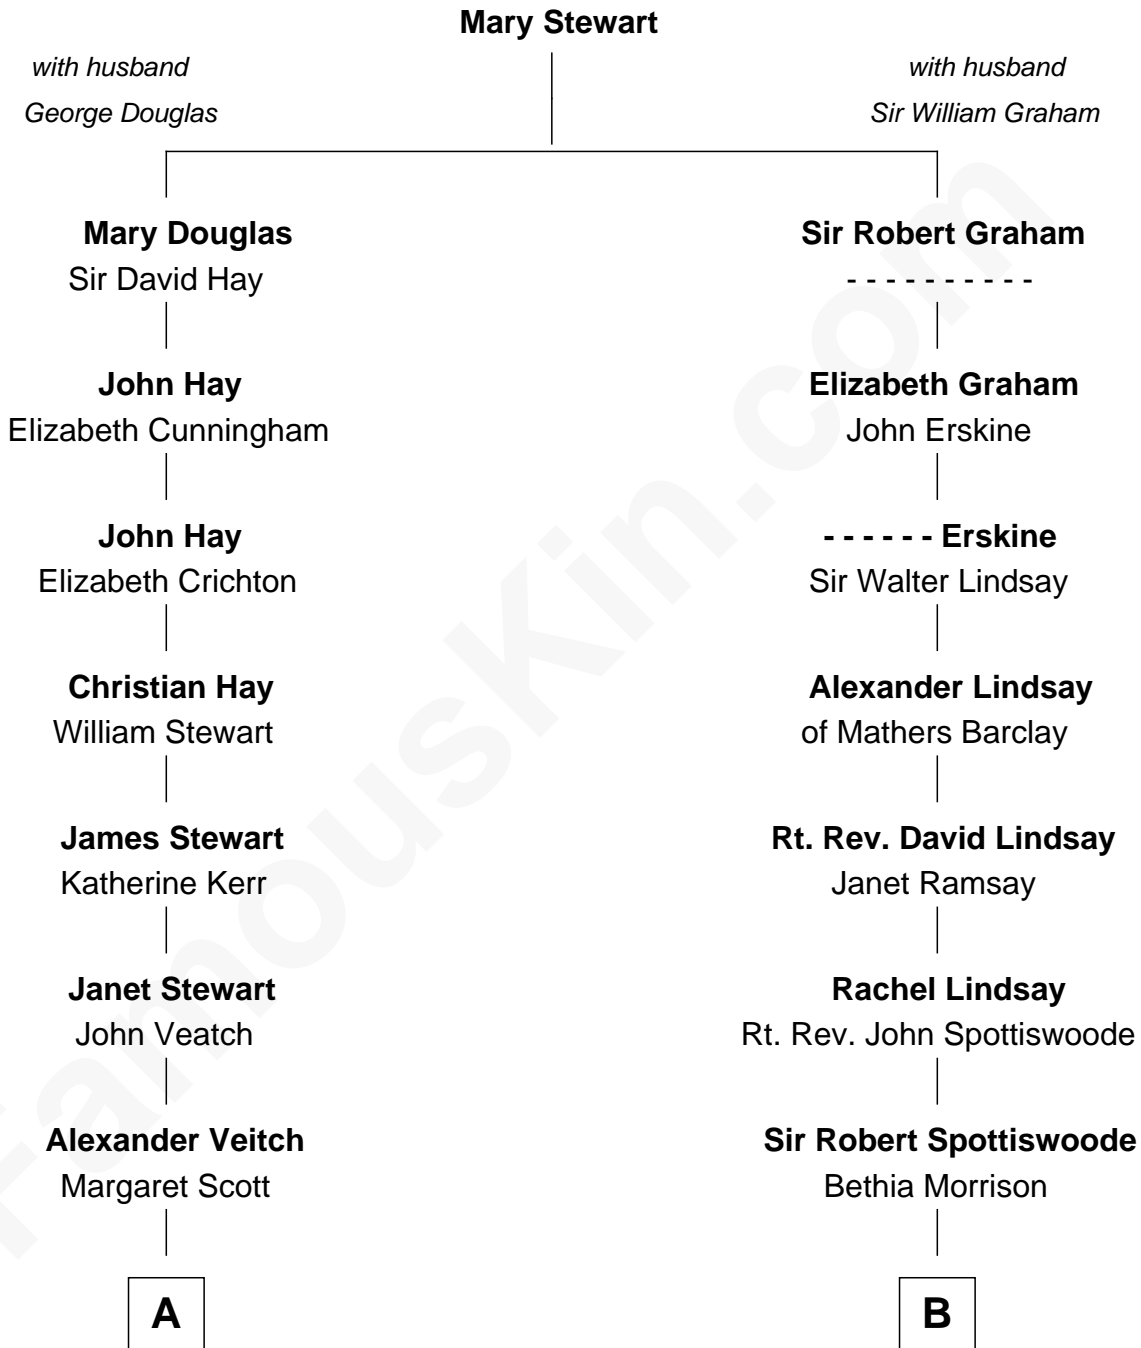 Mary Stewart
with husband
George Douglas
with husband
Sir William Graham
Mary Douglas
Sir David Hay
Sir Robert Graham
- - - - - - - - - -
John Hay
Elizabeth Cunningham
Elizabeth Graham
John Erskine
John Hay
Elizabeth Crichton
- - - - - - Erskine
Sir Walter Lindsay
Christian Hay
William Stewart
Alexander Lindsay
of Mathers Barclay
James Stewart
Katherine Kerr
Rt. Rev. David Lindsay
Janet Ramsay
Janet Stewart
John Veatch
Rachel Lindsay
Rt. Rev. John Spottiswoode
Alexander Veitch
Margaret Scott
Sir Robert Spottiswoode
Bethia Morrison
A
B
FamousKin.com